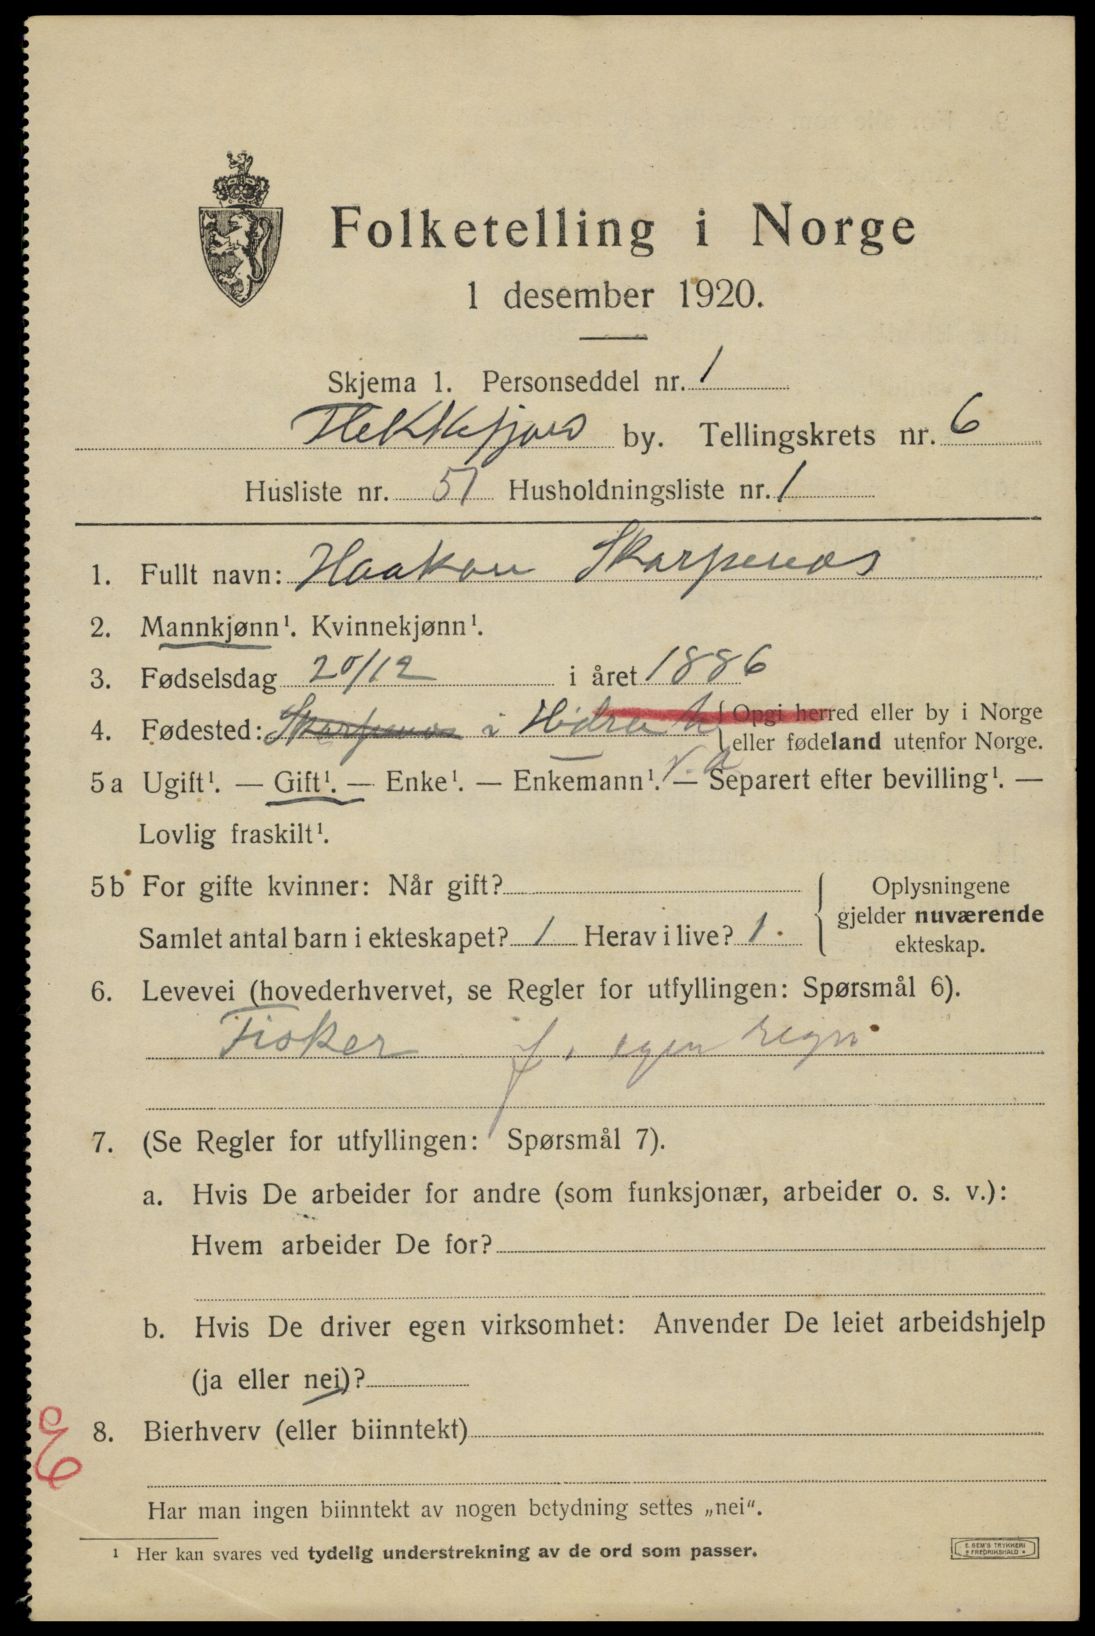 Folketelling i Norge
1 desember 1920.
Skjema 1. Personseddel nr. 1
Flekkefjord by. Tellingskrets nr. 6
Husliste nr. 51 Husholdningsliste nr. 1
1. Fullt navn: Haakon Skarpenes
2. Mannkjønn¹. Kvinnekjønn¹.
3. Fødselsdag 20/12 i året 1886
4. Fødested: Skarpenes i Hidra h { Opgi herred eller by i Norge
eller fødeland utenfor Norge.
V.A
5 a Ugift¹. — Gift¹. — Enke¹. — Enkemann¹. — Separert efter bevilling¹. —
Lovlig fraskilt¹.
5 b For gifte kvinner: Når gift?
Samlet antal barn i ekteskapet? 1 Herav i live? 1.
Oplysningene
gjelder nuværende
ekteskap.
6. Levevei (hovederhvervet, se Regler for utfyllingen: Spørsmål 6).
Fisker f. egen regn
7. (Se Regler for utfyllingen: Spørsmål 7).
a. Hvis De arbeider for andre (som funksjonær, arbeider o. s. v.):
Hvem arbeider De for?
b. Hvis De driver egen virksomhet: Anvender De leiet arbeidshjelp
(ja eller nei)?
8. Bierhverv (eller biinntekt)
Har man ingen biinntekt av nogen betydning settes „nei“.
¹ Her kan svares ved tydelig understrekning av de ord som passer.
E. SEM'S TRYKKERI
FREDRIKSHALD